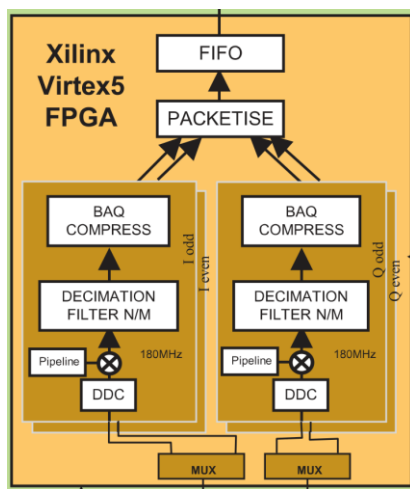 Xilinx
Virtex5
FPGA
FIFO
PACKETISE
BAQ
COMPRESS
I odd
I even
DECIMATION
FILTER N/M
Pipeline
180MHz
DDC
MUX
BAQ
COMPRESS
Q odd
Q even
DECIMATION
FILTER N/M
Pipeline
180MHz
DDC
MUX